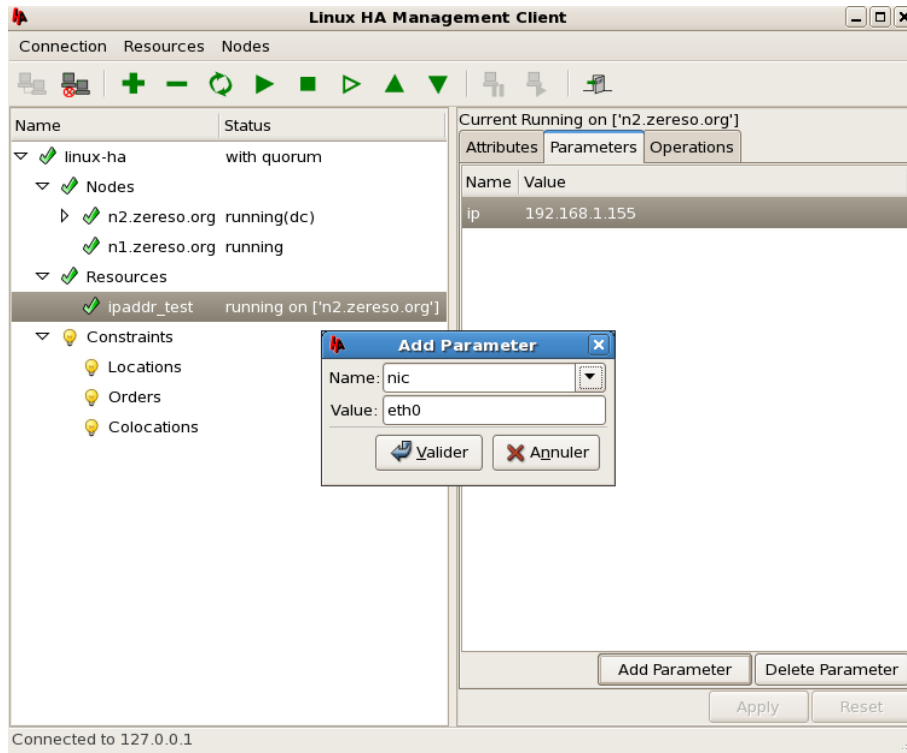 Linux HA Management Client
Connection Resources Nodes
Name Status
linux-ha with quorum
Nodes
n2.zereso.org running(dc)
n1.zereso.org running
Resources
ipaddr_test running on ['n2.zereso.org']
Constraints
Locations
Orders
Colocations
Current Running on ['n2.zereso.org']
Attributes Parameters Operations
Name Value
ip 192.168.1.155
Add Parameter
Name: nic
Value: eth0
Valider Annuler
Add Parameter Delete Parameter
Apply Reset
Connected to 127.0.0.1